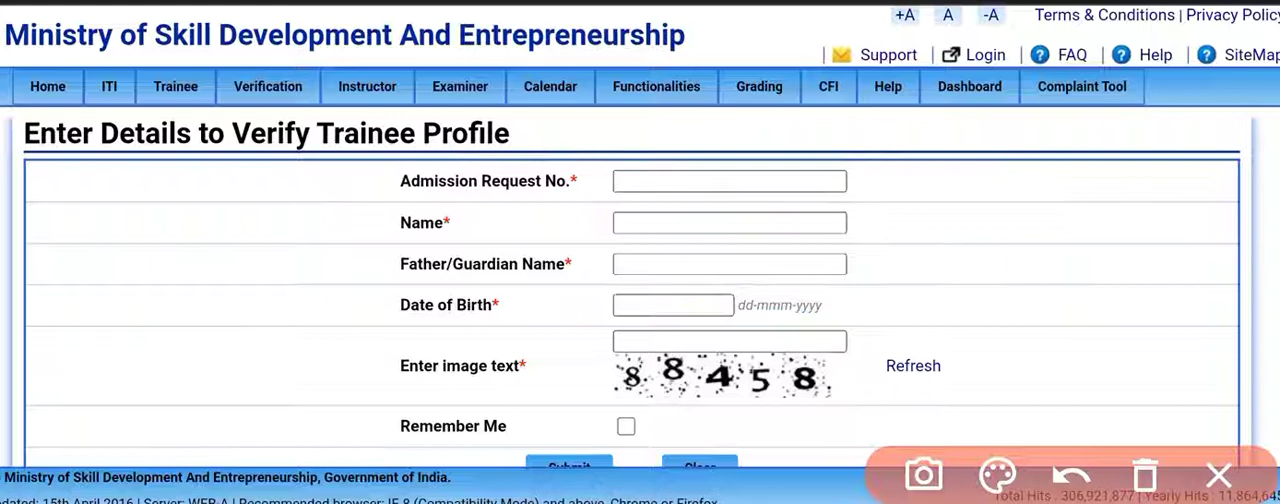 +A A -A Terms & Conditions | Privacy Policy
Ministry of Skill Development And Entrepreneurship
| Support | Login | FAQ | Help | SiteMap
Home ITI Trainee Verification Instructor Examiner Calendar Functionalities Grading CFI Help Dashboard Complaint Tool
Enter Details to Verify Trainee Profile
Admission Request No.*
Name*
Father/Guardian Name*
Date of Birth* dd-mmm-yyyy
Enter image text* 8 8 4 5 8 Refresh
Remember Me
Submit
Ministry of Skill Development And Entrepreneurship, Government of India.
dated: 15th April 2016 | Server: WEB-A | Recommended browser: IE 8 (Compatibility Mode) and above, Chrome or Firefox
Total Hits : 306,921,877 | Yearly Hits : 11,864,645